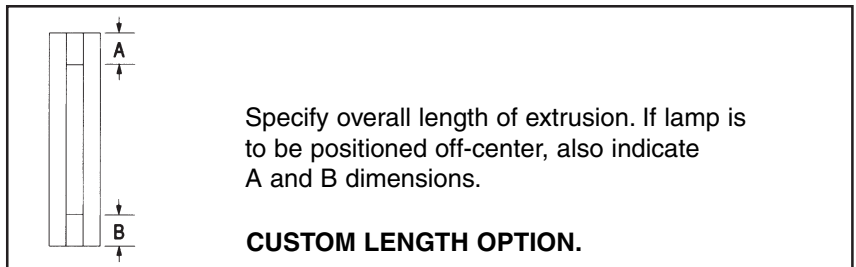 A
Specify overall length of extrusion. If lamp is
to be positioned off-center, also indicate
A and B dimensions.
B
CUSTOM LENGTH OPTION.